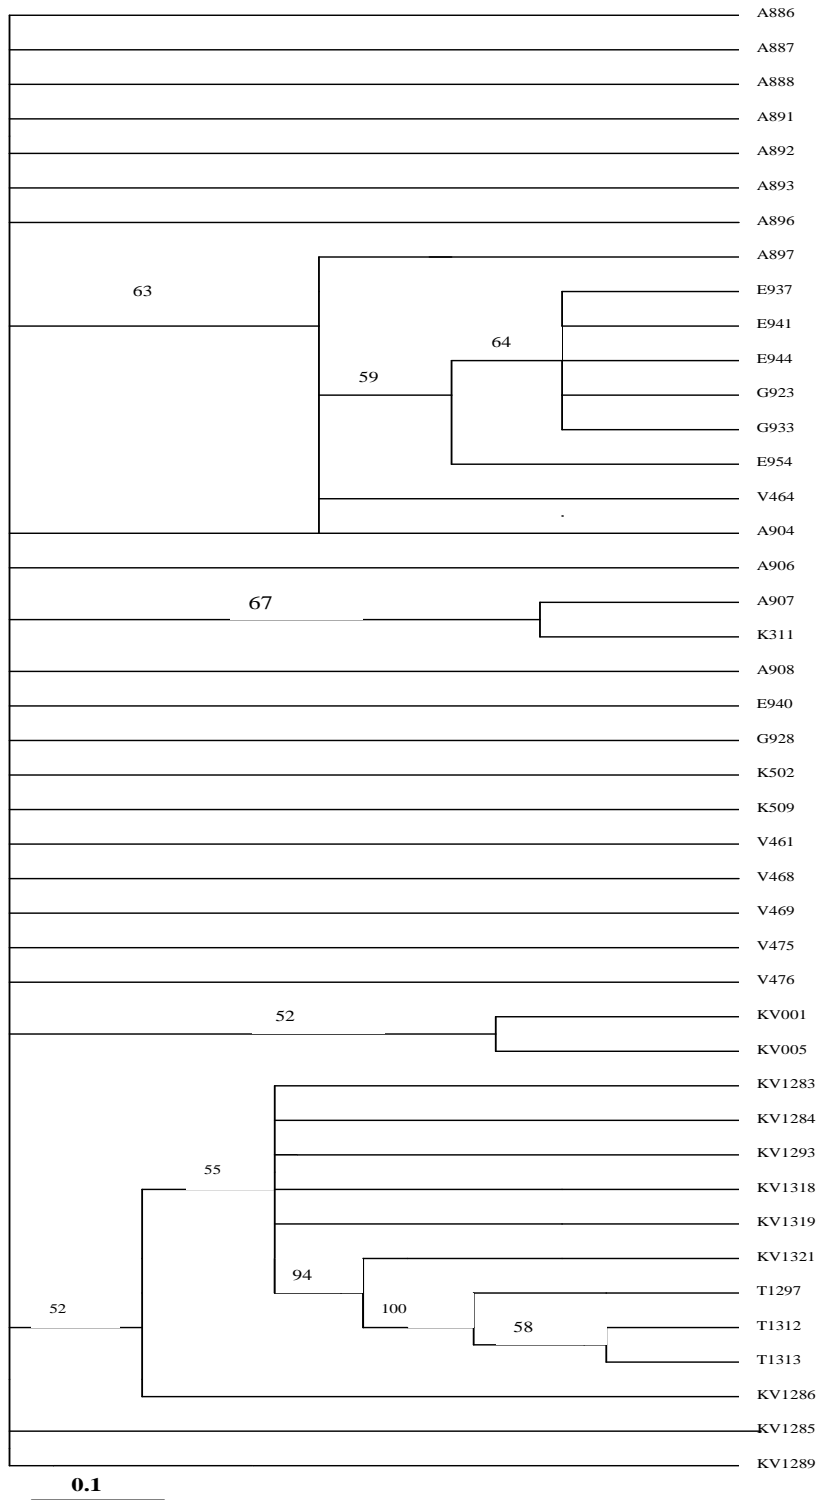 A886
A887
A888
A891
A892
A893
A896
A897
63
E937
E941
64
E944
59
G923
G933
E954
V464
A904
A906
67
A907
K311
A908
E940
G928
K502
K509
V461
V468
V469
V475
V476
52
KV001
KV005
KV1283
KV1284
KV1293
55
KV1318
KV1319
KV1321
94
T1297
52
100
58
T1312
T1313
KV1286
KV1285
KV1289
0.1